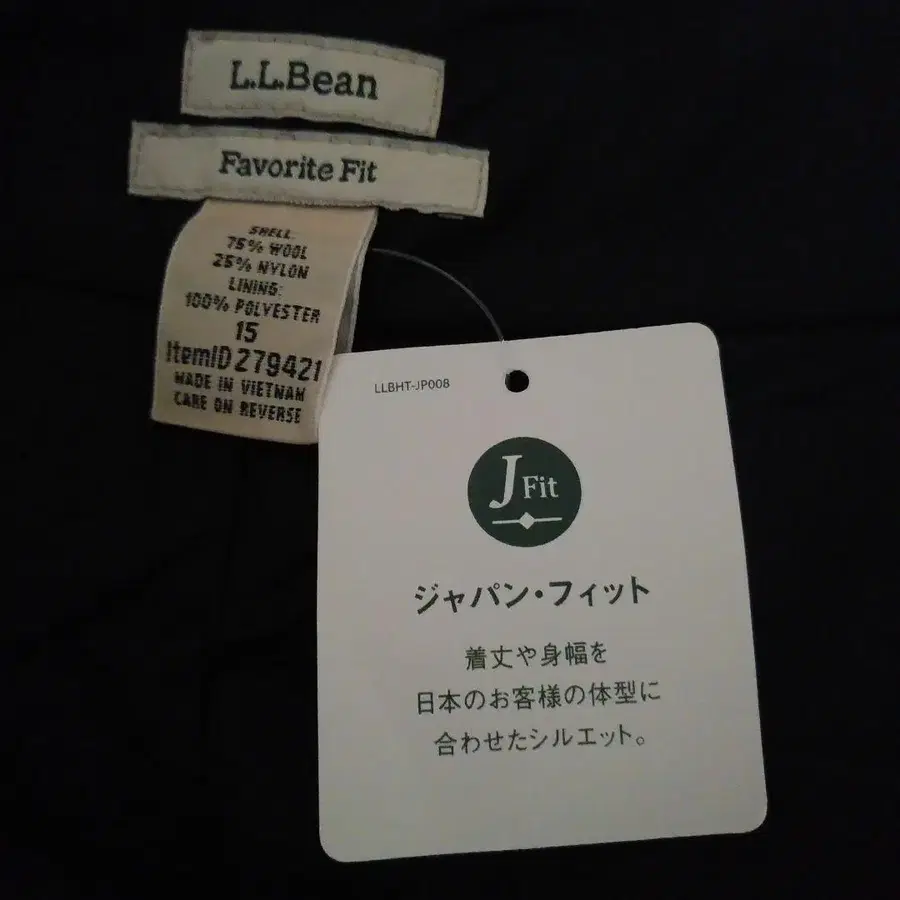 L.L.Bean
Favorite Fit
SHELL:
75% WOOL
25% NYLON
LINING:
100% POLYESTER
15
ItemID 279421
MADE IN VIETNAM
CARE ON REVERSE
LLBHT-JP008
J Fit
ジャパン・フィット
着丈や身幅を
日本のお客様の体型に
合わせたシルエット。